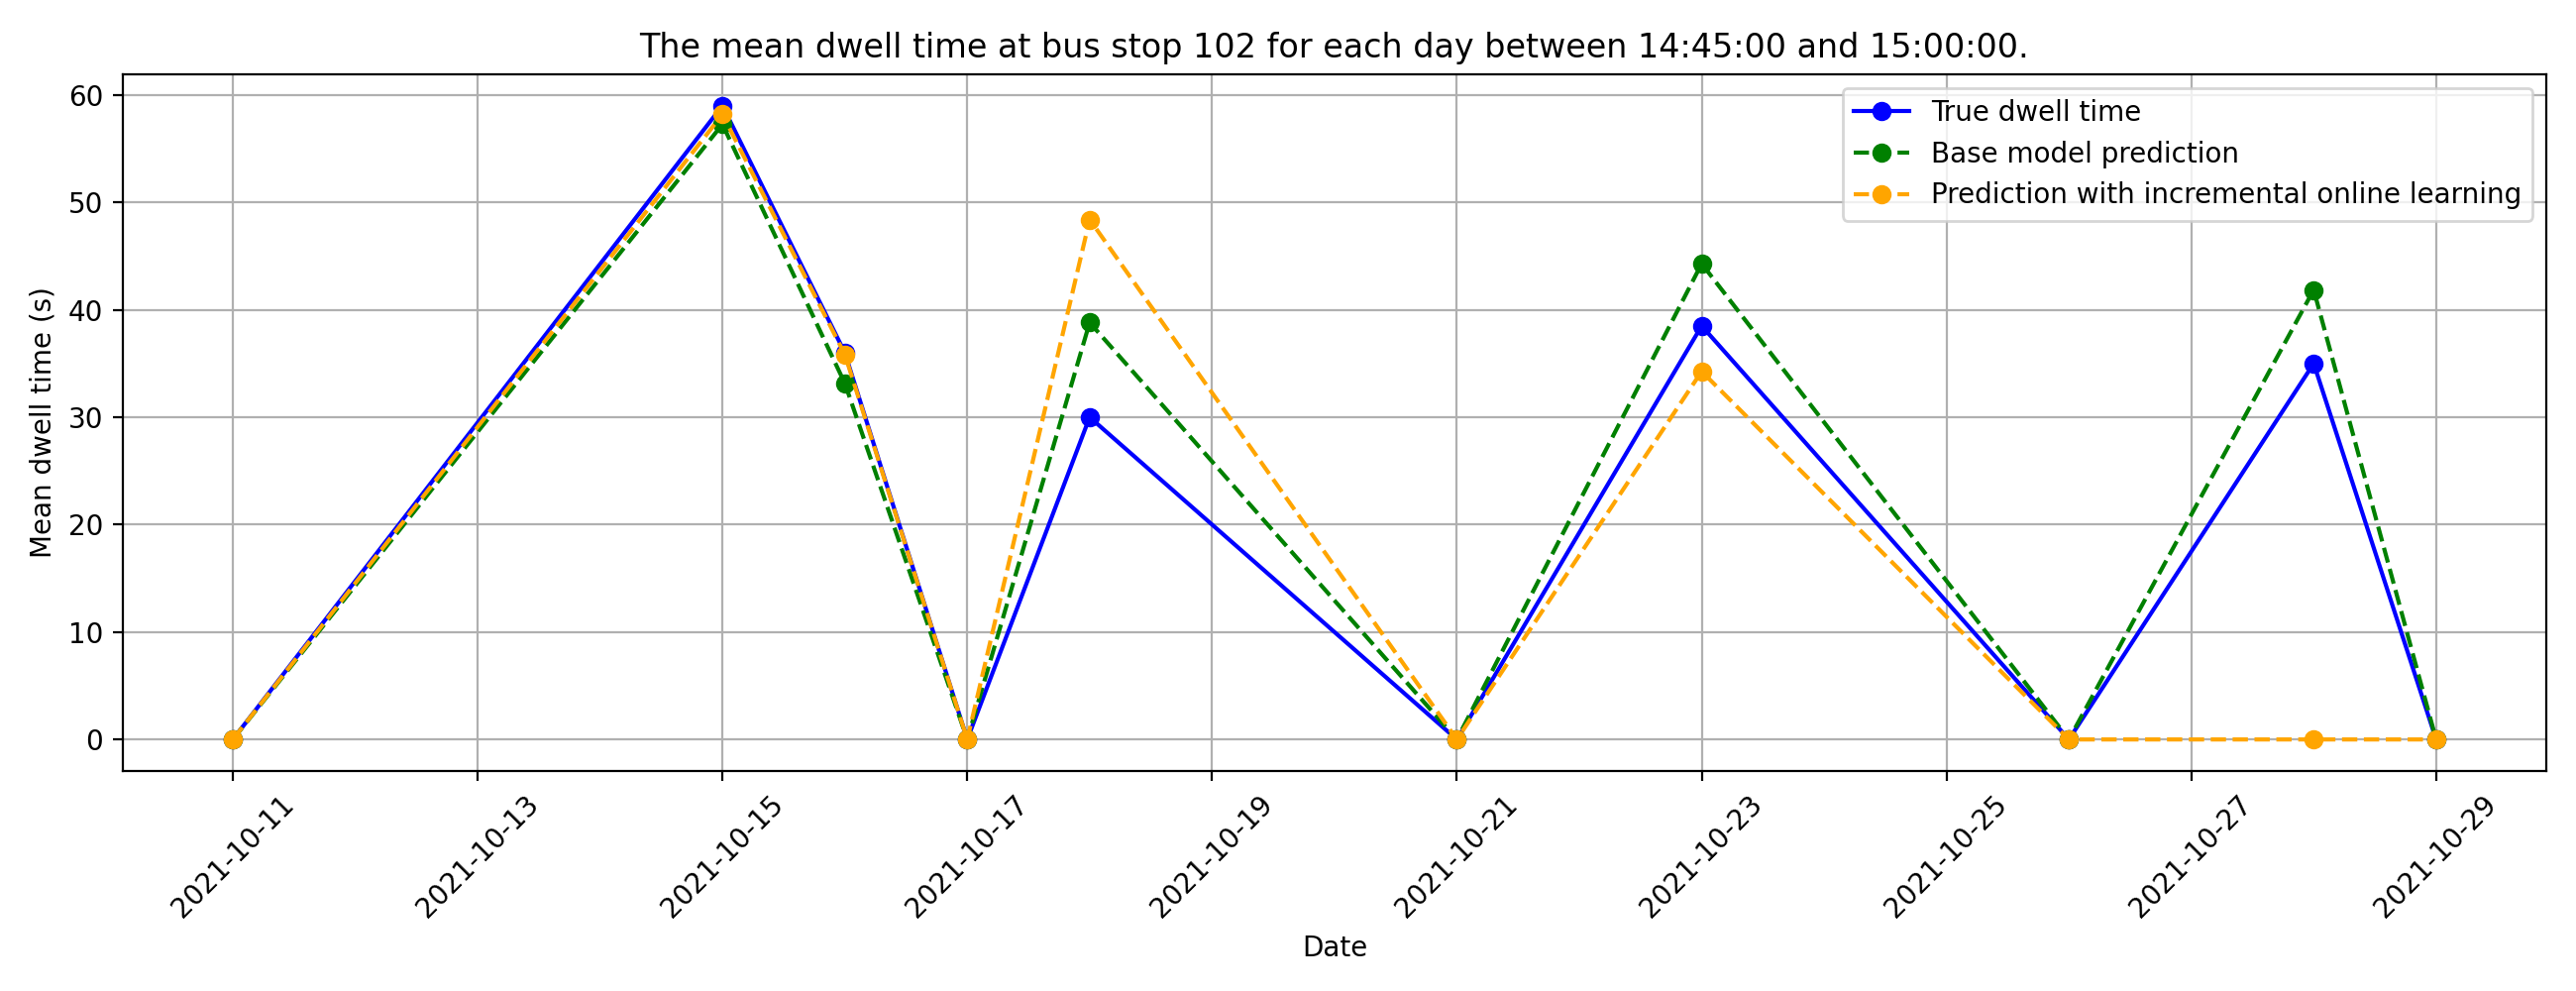 The mean dwell time at bus stop 102 for each day between 14:45:00 and 15:00:00.
True dwell time
Base model prediction
Prediction with incremental online learning
Mean dwell time (s)
60
50
40
30
20
10
0
2021-10-11
2021-10-13
2021-10-15
2021-10-17
2021-10-19
2021-10-21
2021-10-23
2021-10-25
2021-10-27
2021-10-29
Date